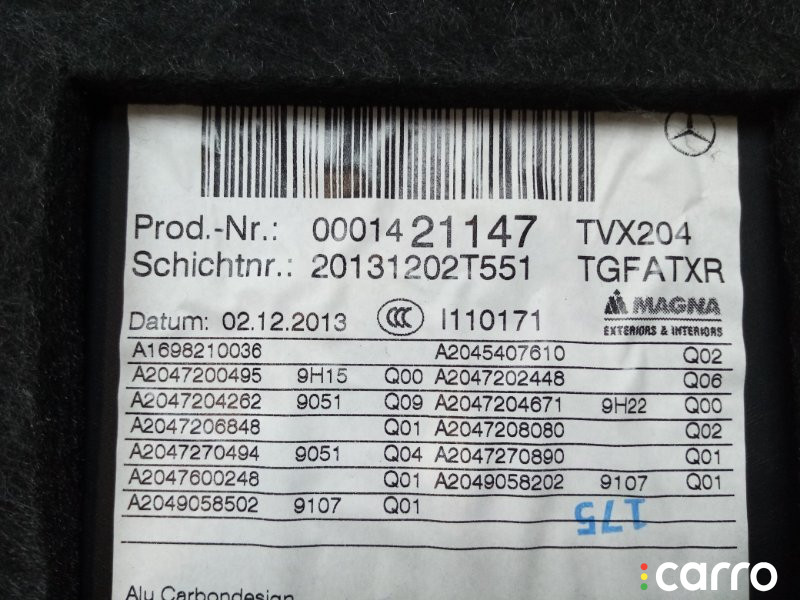 Prod.-Nr.: 0001421147 TVX204
Schichtnr.: 20131202T551 TGFATXR
Datum: 02.12.2013 CCC I110171 MAGNA
EXTERIORS & INTERIORS
A1698210036 A2045407610 Q02
A2047200495 9H15 Q00 A2047202448 Q06
A2047204262 9051 Q09 A2047204671 9H22 Q00
A2047206848 Q01 A2047208080 Q02
A2047270494 9051 Q04 A2047270890 Q01
A2047600248 Q01 A2049058202 9107 Q01
A2049058502 9107 Q01
175
Alu Carbondesign
carro